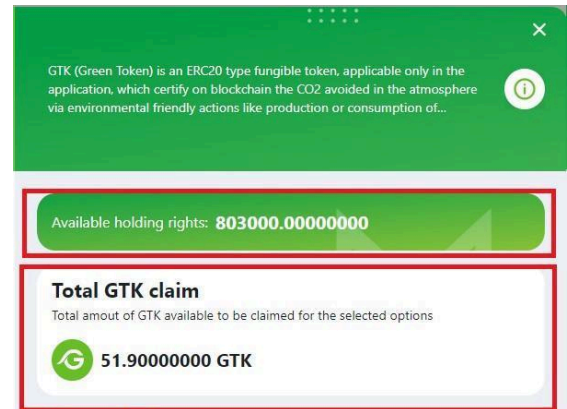 GTK (Green Token) is an ERC20 type fungible token, applicable only in the
application, which certify on blockchain the CO2 avoided in the atmosphere
via environmental friendly actions like production or consumption of...
Available holding rights: 803000.00000000
Total GTK claim
Total amout of GTK available to be claimed for the selected options
51.90000000 GTK